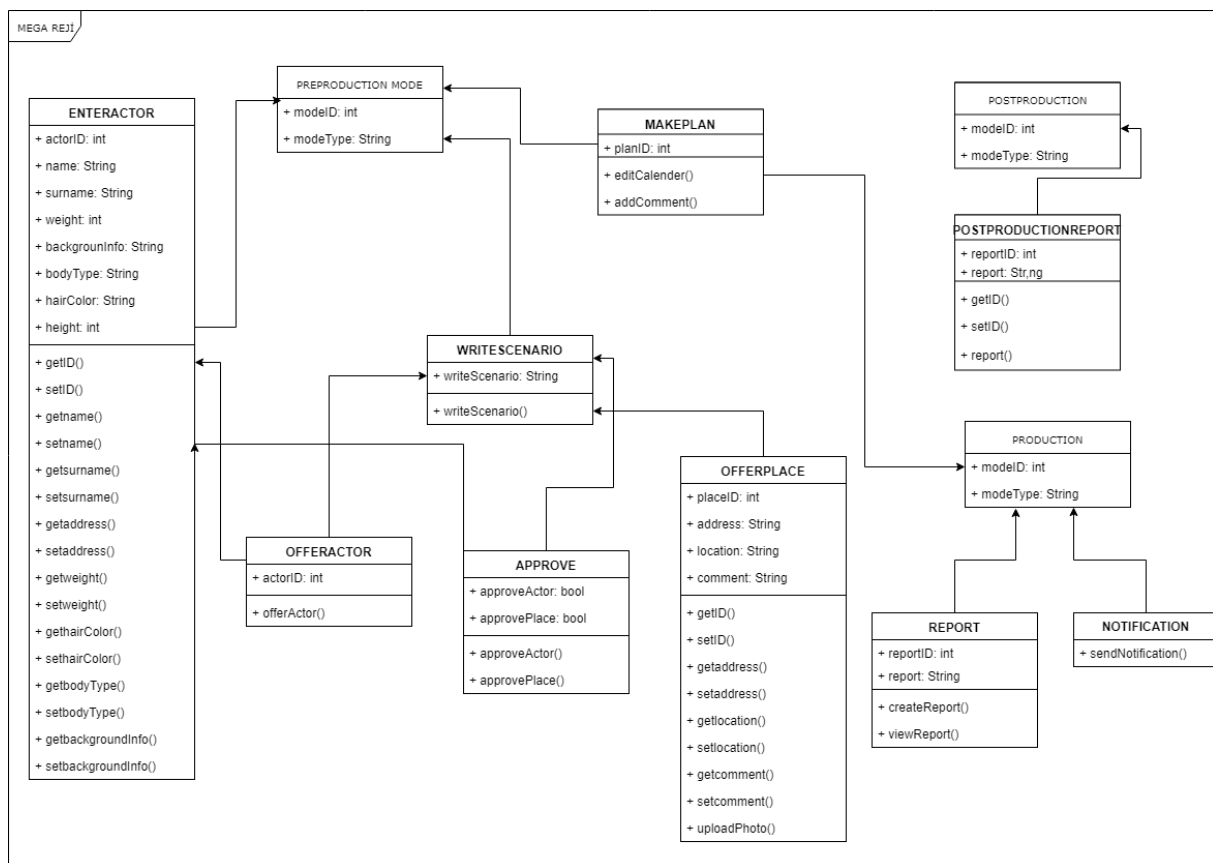 MEGA REJİ
PREPRODUCTION MODE
+ modeID: int
+ modeType: String
ENTERACTOR
+ actorID: int
+ name: String
+ surname: String
+ weight: int
+ backgrounInfo: String
+ bodyType: String
+ hairColor: String
+ height: int
+ getID()
+ setID()
+ getname()
+ setname()
+ getsurname()
+ setsurname()
+ getaddress()
+ setaddress()
+ getweight()
+ setweight()
+ gethairColor()
+ sethairColor()
+ getbodyType()
+ setbodyType()
+ getbackgroundInfo()
+ setbackgroundInfo()
MAKEPLAN
+ planID: int
+ editCalender()
+ addComment()
POSTPRODUCTION
+ modeID: int
+ modeType: String
POSTPRODUCTIONREPORT
+ reportID: int
+ report: Str,ng
+ getID()
+ setID()
+ report()
WRITESCENARIO
+ writeScenario: String
+ writeScenario()
OFFERACTOR
+ actorID: int
+ offerActor()
APPROVE
+ approveActor: bool
+ approvePlace: bool
+ approveActor()
+ approvePlace()
OFFERPLACE
+ placeID: int
+ address: String
+ location: String
+ comment: String
+ getID()
+ setID()
+ getaddress()
+ setaddress()
+ getlocation()
+ setlocation()
+ getcomment()
+ setcomment()
+ uploadPhoto()
PRODUCTION
+ modeID: int
+ modeType: String
REPORT
+ reportID: int
+ report: String
+ createReport()
+ viewReport()
NOTIFICATION
+ sendNotification()